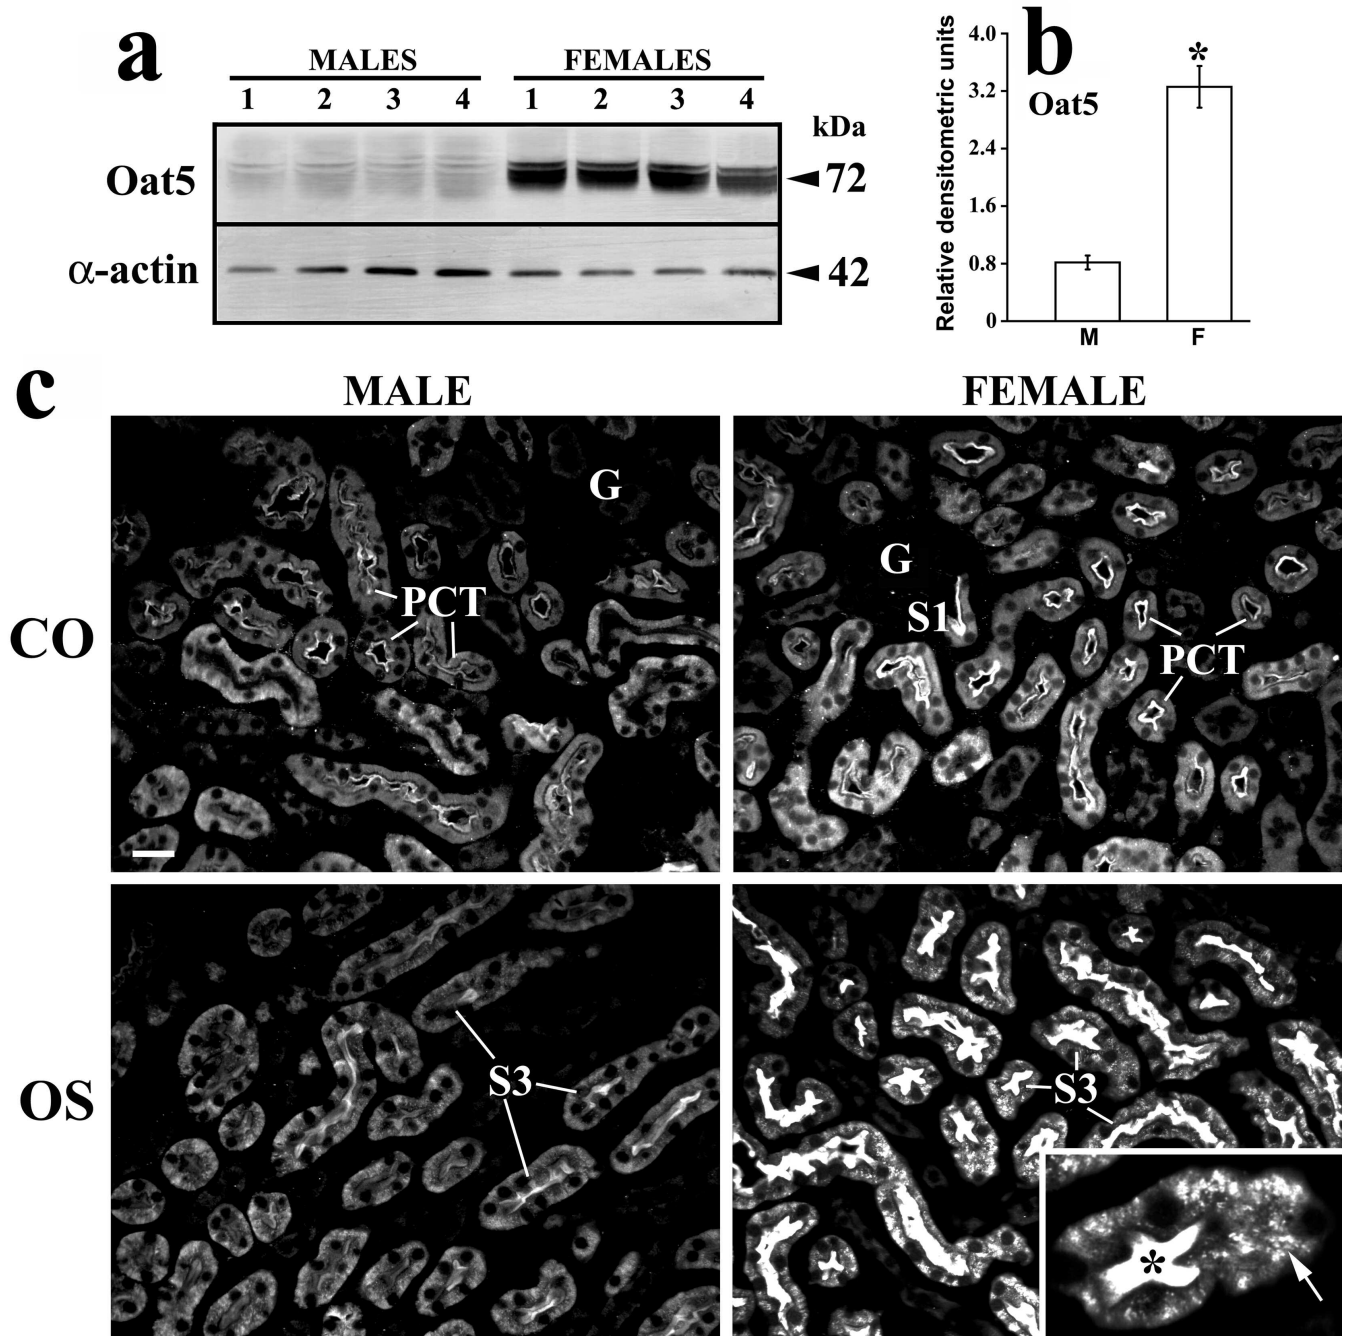 a
MALES
FEMALES
1 2 3 4 1 2 3 4
kDa
Oat5
72
α-actin
42
b
Oat5
*
Relative densitometric units
4.0
3.2
2.4
1.6
0.8
0
M
F
c
MALE
FEMALE
CO
G
PCT
G
S1
PCT
OS
S3
S3
*